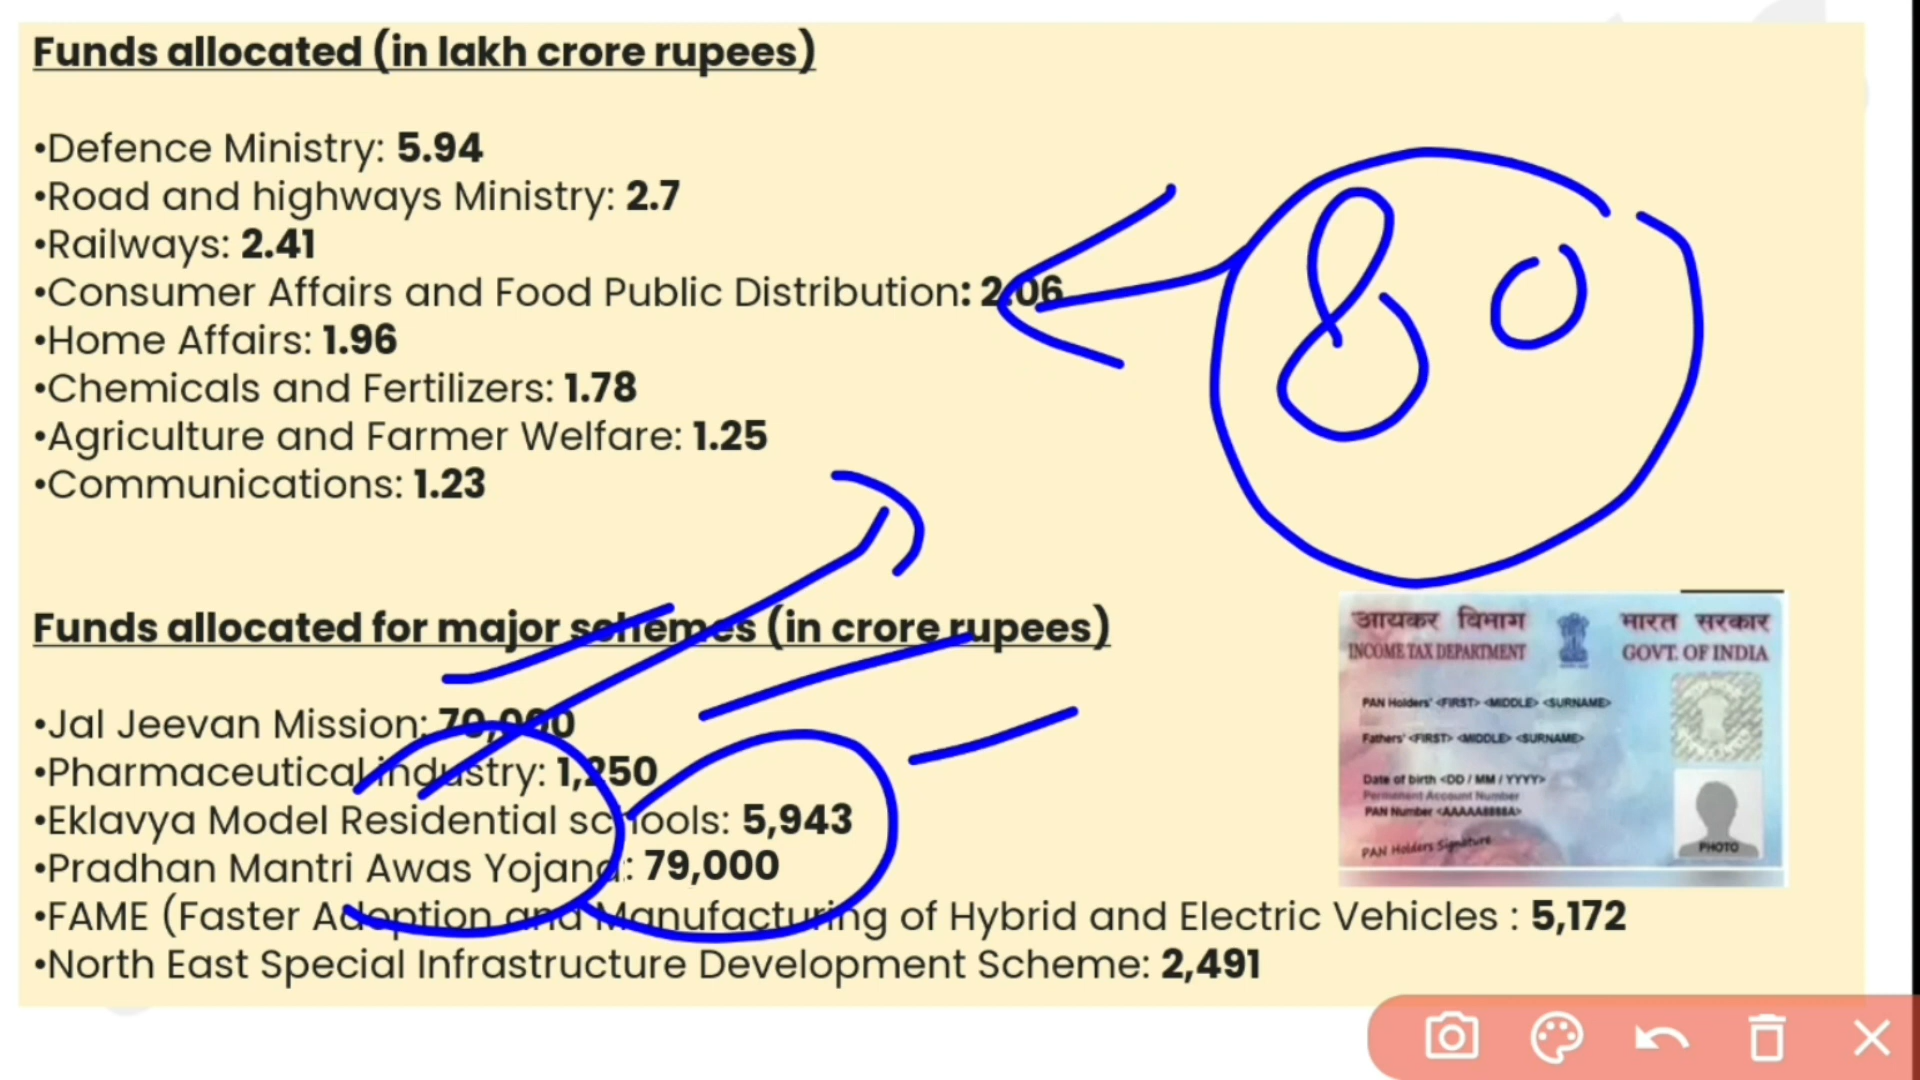 Funds allocated (in lakh crore rupees)
•Defence Ministry: 5.94
•Road and highways Ministry: 2.7
•Railways: 2.41
•Consumer Affairs and Food Public Distribution: 2.06
•Home Affairs: 1.96
•Chemicals and Fertilizers: 1.78
•Agriculture and Farmer Welfare: 1.25
•Communications: 1.23
80
Funds allocated for major schemes (in crore rupees)
•Jal Jeevan Mission: 70,000
•Pharmaceutical industry: 1,250
•Eklavya Model Residential schools: 5,943
•Pradhan Mantri Awas Yojana: 79,000
•FAME (Faster Adoption and Manufacturing of Hybrid and Electric Vehicles : 5,172
•North East Special Infrastructure Development Scheme: 2,491
आयकर विभाग भारत सरकार
INCOME TAX DEPARTMENT GOVT. OF INDIA
PAN Holders' <FIRST> <MIDDLE> <SURNAME>
Fathers' <FIRST> <MIDDLE> <SURNAME>
Date of birth <DD / MM / YYYY>
Permanent Account Number
PAN Number <AAAAA8888A>
PAN Holders Signature
PHOTO